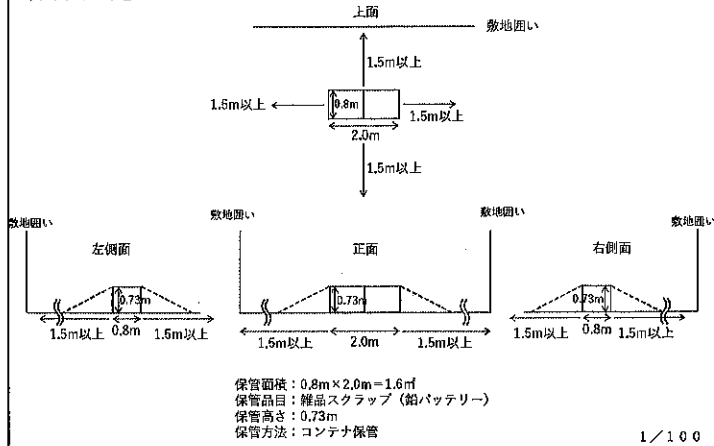 上面
敷地囲い
1.5m以上
0.8m
1.5m以上
1.5m以上
2.0m
1.5m以上
敷地囲い
敷地囲い
敷地囲い
敷地囲い
左側面
正面
右側面
0.73m
0.73m
0.73m
1.5m以上
0.8m
1.5m以上
1.5m以上
2.0m
1.5m以上
1.5m以上
0.8m
1.5m以上
保管面積：0.8m×2.0m＝1.6㎡
保管品目：雑品スクラップ（鉛バッテリー）
保管高さ：0.73m
保管方法：コンテナ保管
1／100